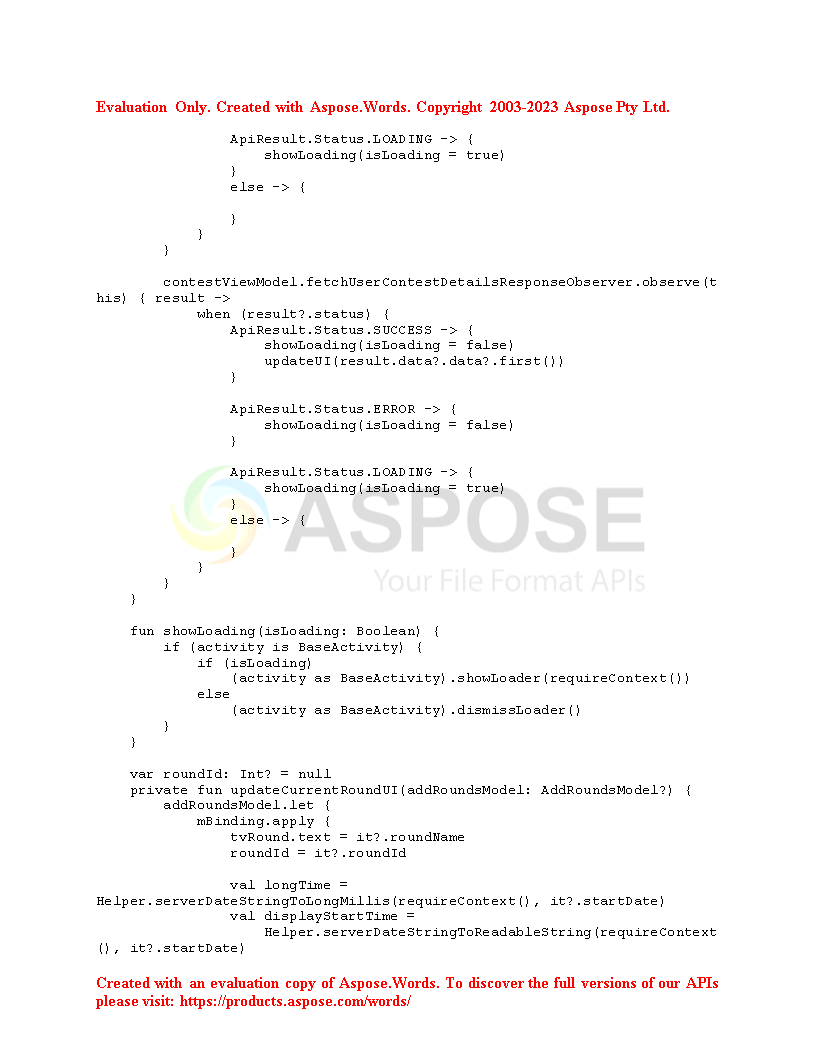 Evaluation Only. Created with Aspose.Words. Copyright 2003-2023 Aspose Pty Ltd.
                ApiResult.Status.LOADING -> {
                    showLoading(isLoading = true)
                }
                else -> {

                }
            }
        }

        contestViewModel.fetchUserContestDetailsResponseObserver.observe(t
his) { result ->
            when (result?.status) {
                ApiResult.Status.SUCCESS -> {
                    showLoading(isLoading = false)
                    updateUI(result.data?.data?.first())
                }

                ApiResult.Status.ERROR -> {
                    showLoading(isLoading = false)
                }

                ApiResult.Status.LOADING -> {
                    showLoading(isLoading = true)
                }
                else -> {

                }
            }
        }
    }
ASPOSE
Your File Format APIs

    fun showLoading(isLoading: Boolean) {
        if (activity is BaseActivity) {
            if (isLoading)
                (activity as BaseActivity).showLoader(requireContext())
            else
                (activity as BaseActivity).dismissLoader()
        }
    }

    var roundId: Int? = null
    private fun updateCurrentRoundUI(addRoundsModel: AddRoundsModel?) {
        addRoundsModel.let {
            mBinding.apply {
                tvRound.text = it?.roundName
                roundId = it?.roundId

                val longTime =
Helper.serverDateStringToLongMillis(requireContext(), it?.startDate)
                val displayStartTime =
                    Helper.serverDateStringToReadableString(requireContext
(), it?.startDate)
Created with an evaluation copy of Aspose.Words. To discover the full versions of our APIs
please visit: https://products.aspose.com/words/